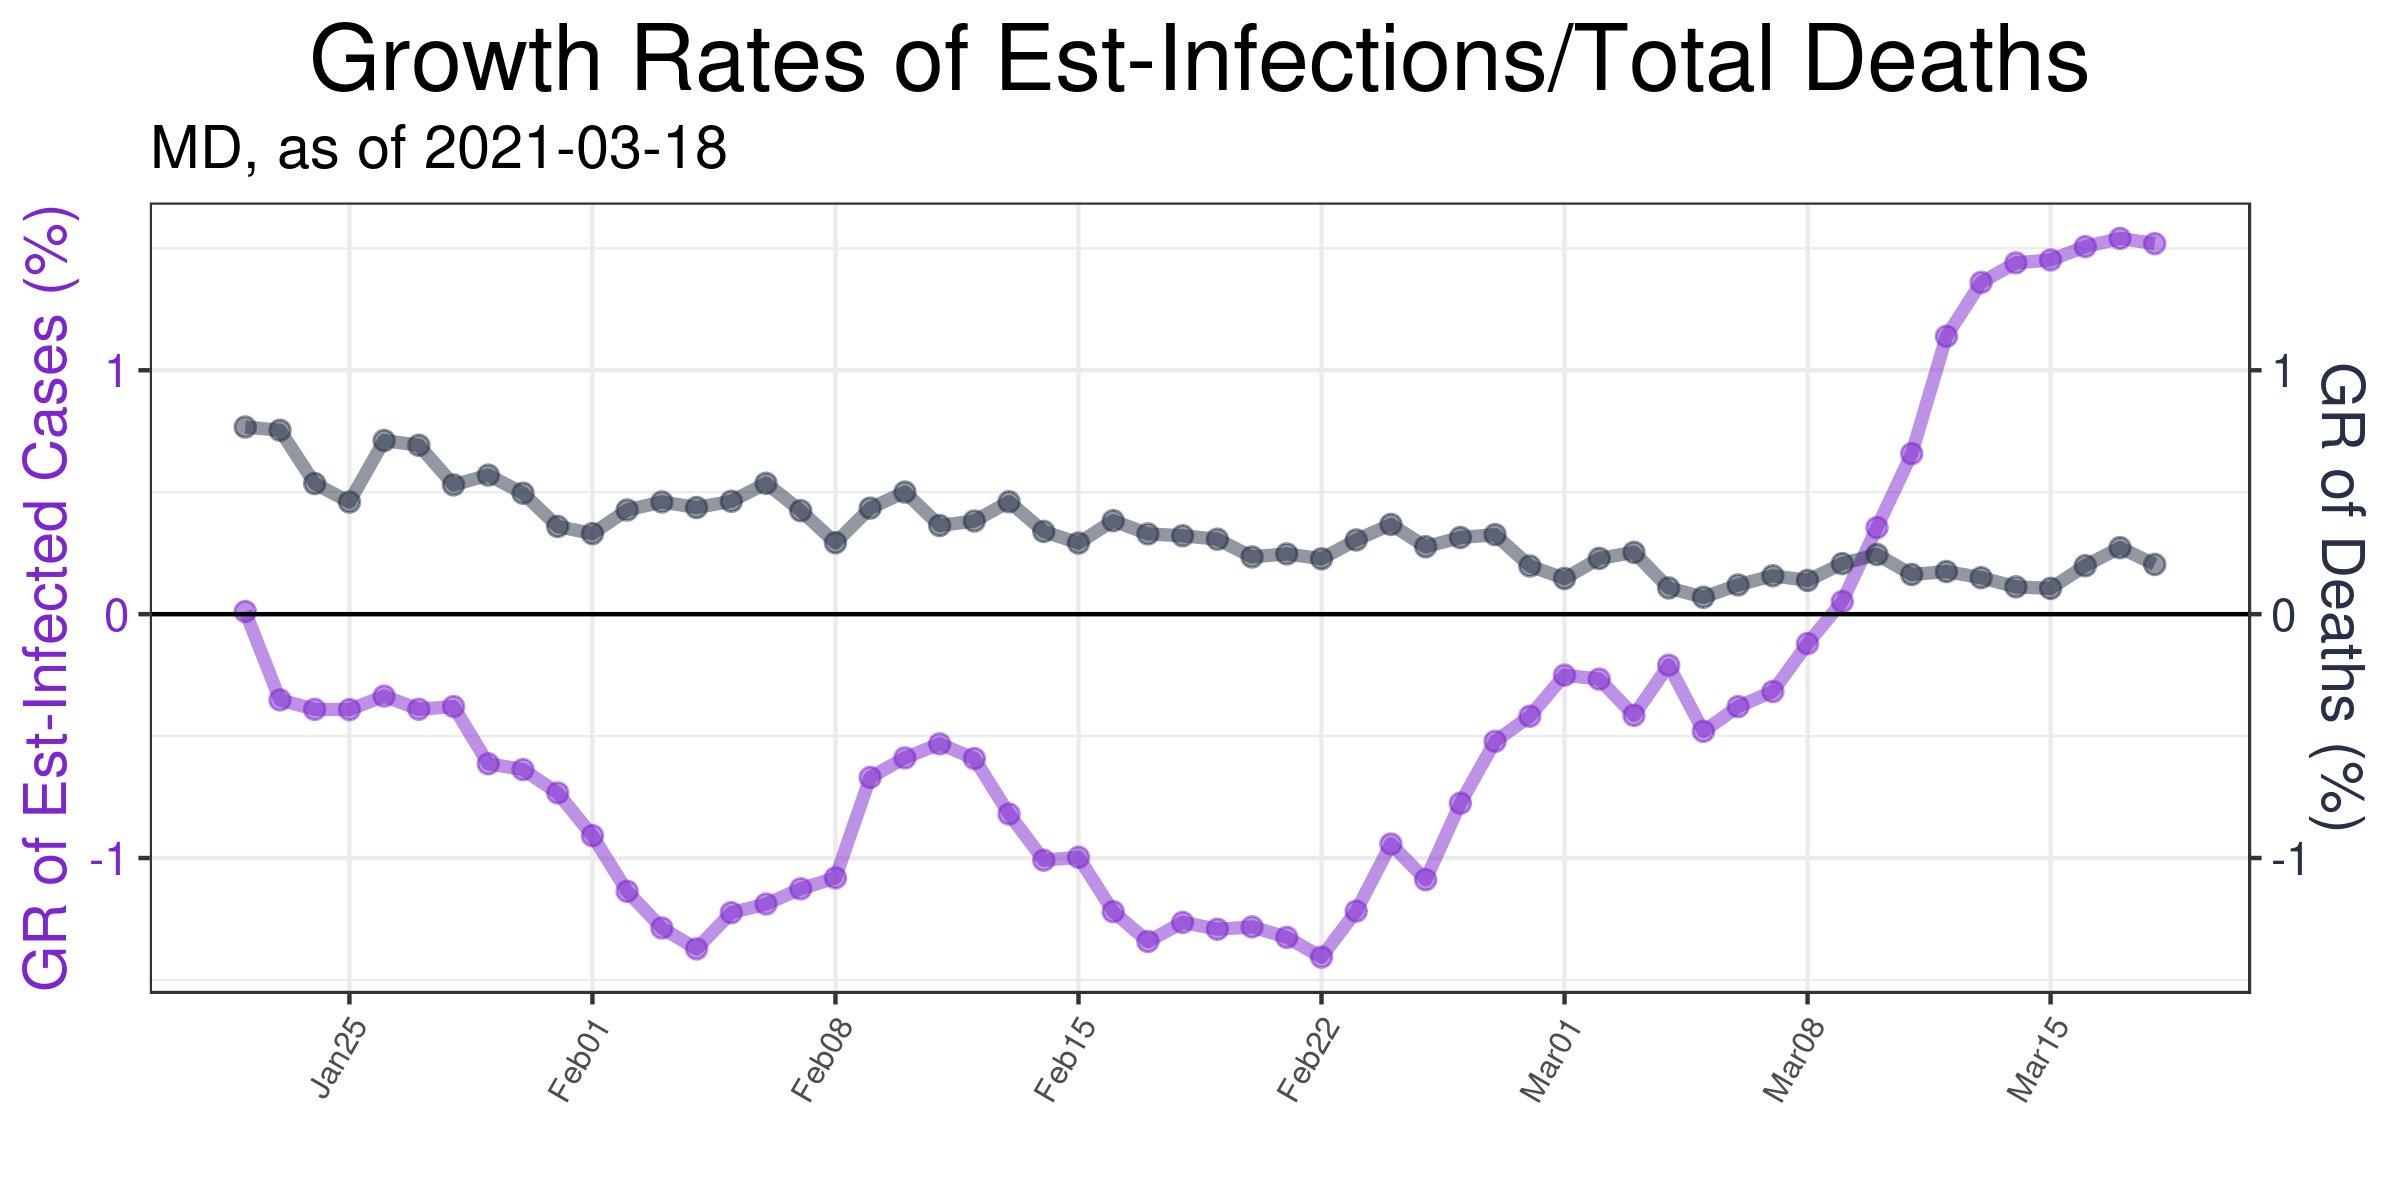 Growth Rates of Est-Infections/Total Deaths
MD, as of 2021-03-18
GR of Est-Infected Cases (%)
1
0
-1
1
0
-1
GR of Deaths (%)
Jan25
Feb01
Feb08
Feb15
Feb22
Mar01
Mar08
Mar15